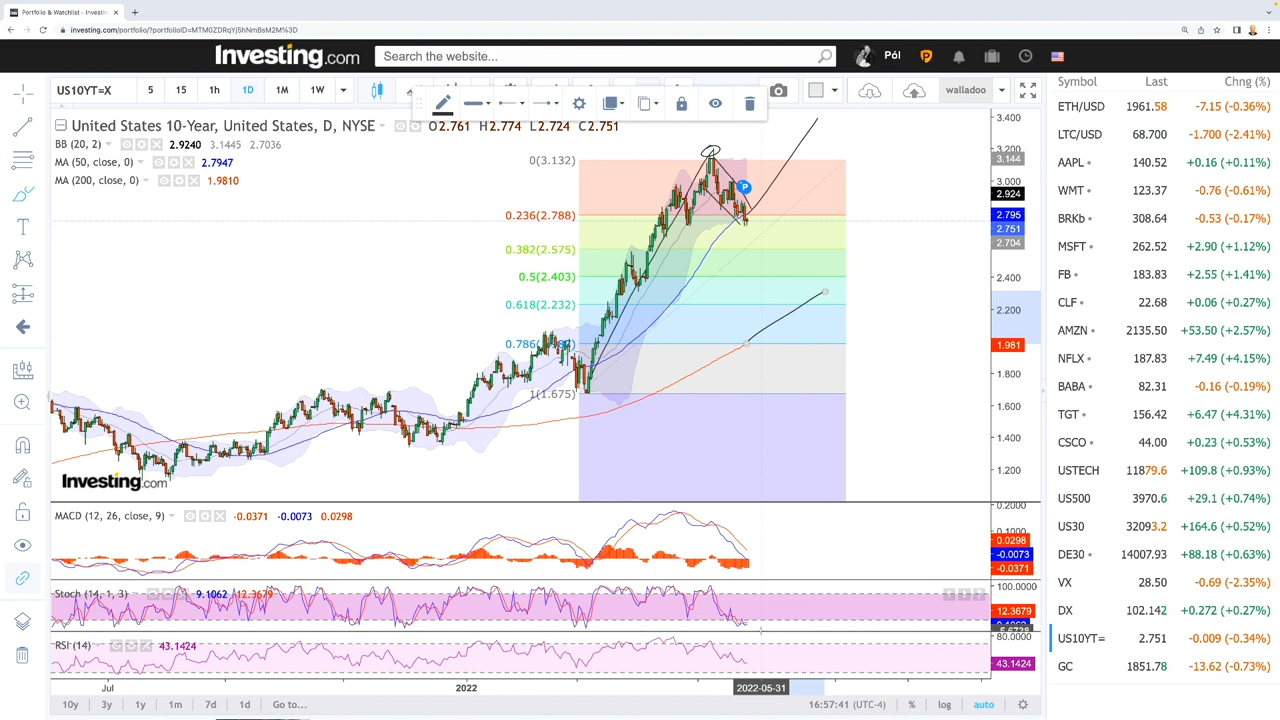 Portfolio & Watchlist - Investin
investing.com/portfolio/?portfolioID=MTM0ZDRqYj5hNmBsM2M%3D
Investing.com Search the website... Pól
US10YT=X 5 15 1h 1D 1M 1W walladoo
United States 10-Year, United States, D, NYSE O2.761 H2.774 L2.724 C2.751
BB (20, 2) 2.9240 3.1445 2.7036
MA (50, close, 0) 2.7947
MA (200, close, 0) 1.9810
0(3.132)
P
0.236(2.788)
0.382(2.575)
0.5(2.403)
0.618(2.232)
1(1.675)
3.400
3.200
3.144
3.000
2.924
2.795
2.751
2.704
2.400
2.200
1.981
1.800
1.600
1.400
1.200
Investing.com
MACD (12, 26, close, 9) -0.0371 -0.0073 0.0298
0.2000
0.1000
0.0298
-0.0073
-0.0371
Stoch (14, 1, 3) 9.1062 12.3679
100.0000
12.3679
RSI (14) 43.1424
80.0000
43.1424
Jul 2022 2022-05-31
10y 3y 1y 1m 7d 1d Go to... 16:57:41 (UTC-4) % log auto
Symbol Last Chng (%)
ETH/USD 1961.58 -7.15 (-0.36%)
LTC/USD 68.700 -1.700 (-2.41%)
AAPL 140.52 +0.16 (+0.11%)
WMT 123.37 -0.76 (-0.61%)
BRKb 308.64 -0.53 (-0.17%)
MSFT 262.52 +2.90 (+1.12%)
FB 183.83 +2.55 (+1.41%)
CLF 22.68 +0.06 (+0.27%)
AMZN 2135.50 +53.50 (+2.57%)
NFLX 187.83 +7.49 (+4.15%)
BABA 82.31 -0.16 (-0.19%)
TGT 156.42 +6.47 (+4.31%)
CSCO 44.00 +0.23 (+0.53%)
USTECH 11879.6 +109.8 (+0.93%)
US500 3970.6 +29.1 (+0.74%)
US30 32093.2 +164.6 (+0.52%)
DE30 14007.93 +88.18 (+0.63%)
VX 28.50 -0.69 (-2.35%)
DX 102.142 +0.272 (+0.27%)
US10YT= 2.751 -0.009 (-0.34%)
GC 1851.78 -13.62 (-0.73%)